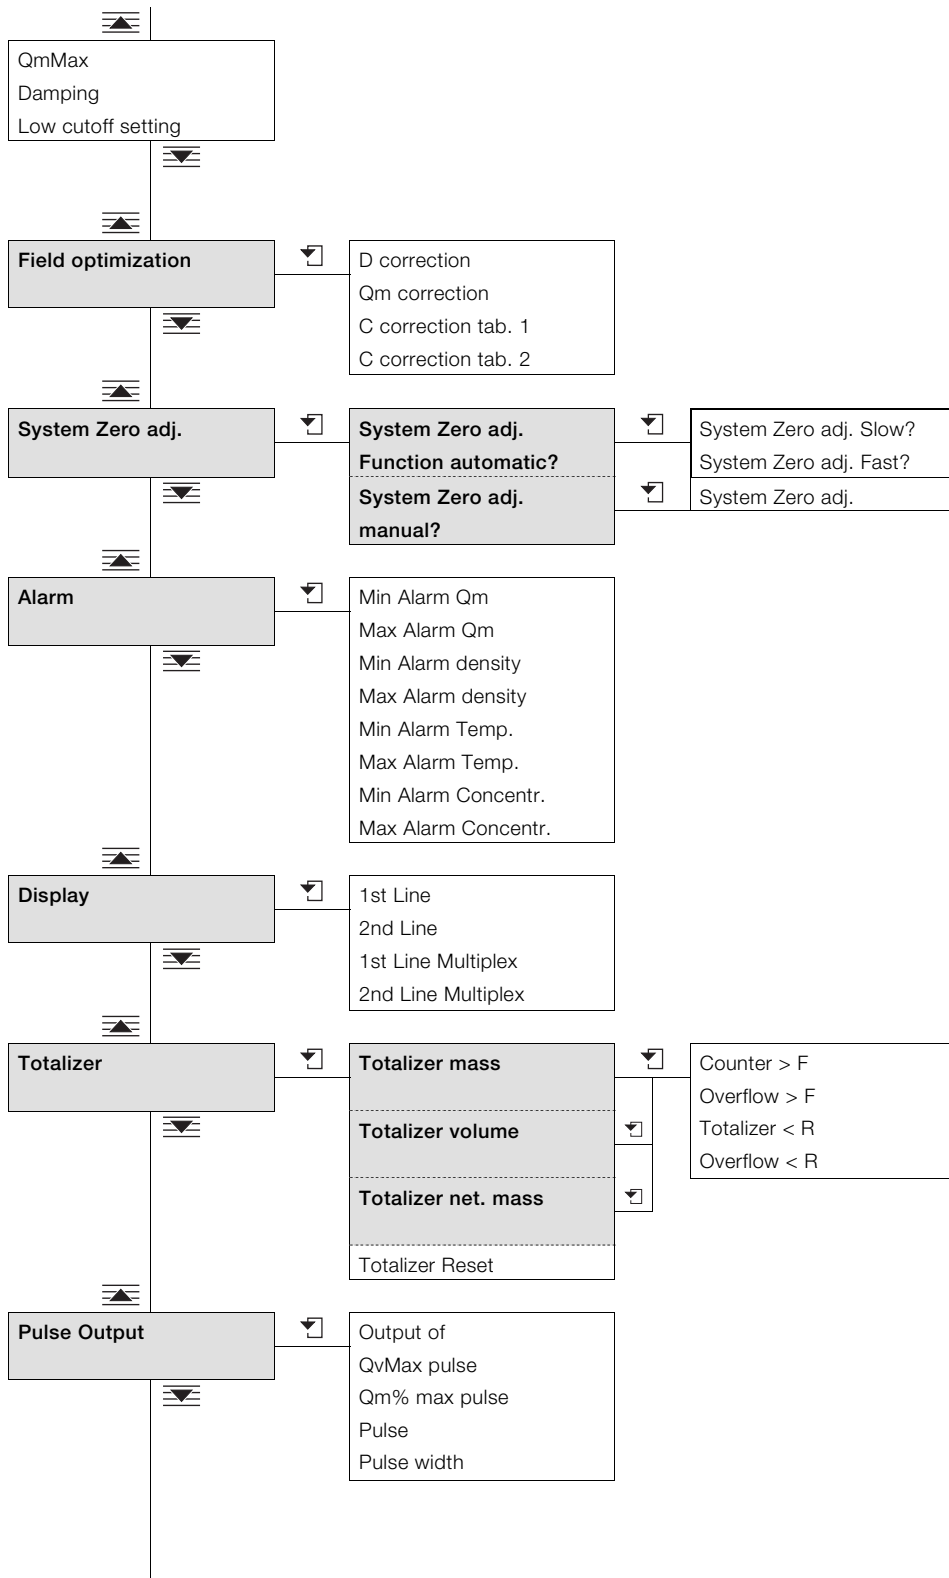 QmMax
Damping
Low cutoff setting
Field optimization
D correction
Qm correction
C correction tab. 1
C correction tab. 2
System Zero adj.
System Zero adj.
Function automatic?
System Zero adj. Slow?
System Zero adj. Fast?
System Zero adj.
manual?
System Zero adj.
Alarm
Min Alarm Qm
Max Alarm Qm
Min Alarm density
Max Alarm density
Min Alarm Temp.
Max Alarm Temp.
Min Alarm Concentr.
Max Alarm Concentr.
Display
1st Line
2nd Line
1st Line Multiplex
2nd Line Multiplex
Totalizer
Totalizer mass
Totalizer volume
Totalizer net. mass
Totalizer Reset
Counter > F
Overflow > F
Totalizer < R
Overflow < R
Pulse Output
Output of
QvMax pulse
Qm% max pulse
Pulse
Pulse width